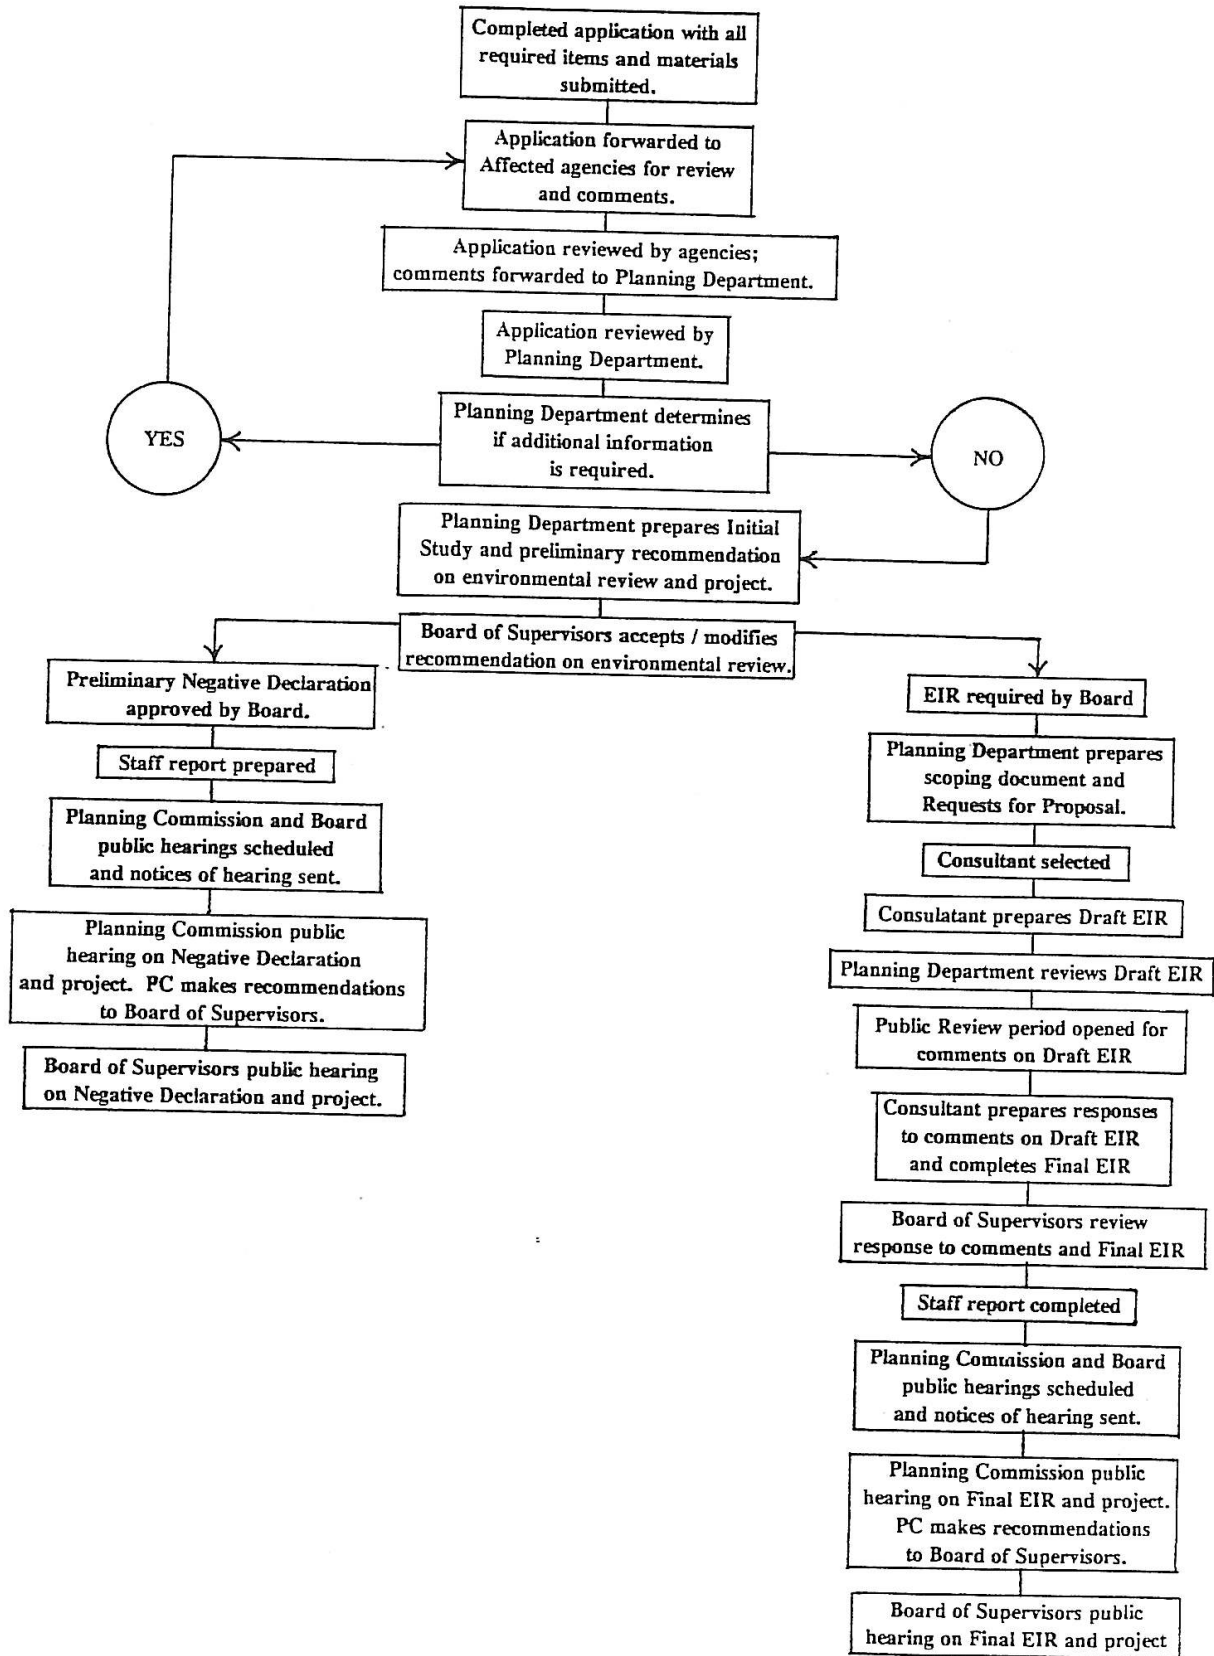 Completed application with all
required items and materials
submitted.
Application forwarded to
Affected agencies for review
and comments.
Application reviewed by agencies;
comments forwarded to Planning Department.
Application reviewed by
Planning Department.
Planning Department determines
if additional information
is required.
YES
NO
Planning Department prepares Initial
Study and preliminary recommendation
on environmental review and project.
Board of Supervisors accepts / modifies
recommendation on environmental review.
Preliminary Negative Declaration
approved by Board.
Staff report prepared
Planning Commission and Board
public hearings scheduled
and notices of hearing sent.
Planning Commission public
hearing on Negative Declaration
and project. PC makes recommendations
to Board of Supervisors.
Board of Supervisors public hearing
on Negative Declaration and project.
EIR required by Board
Planning Department prepares
scoping document and
Requests for Proposal.
Consultant selected
Consulatant prepares Draft EIR
Planning Department reviews Draft EIR
Public Review period opened for
comments on Draft EIR
Consultant prepares responses
to comments on Draft EIR
and completes Final EIR
Board of Supervisors review
response to comments and Final EIR
Staff report completed
Planning Commission and Board
public hearings scheduled
and notices of hearing sent.
Planning Commission public
hearing on Final EIR and project.
PC makes recommendations
to Board of Supervisors.
Board of Supervisors public
hearing on Final EIR and project